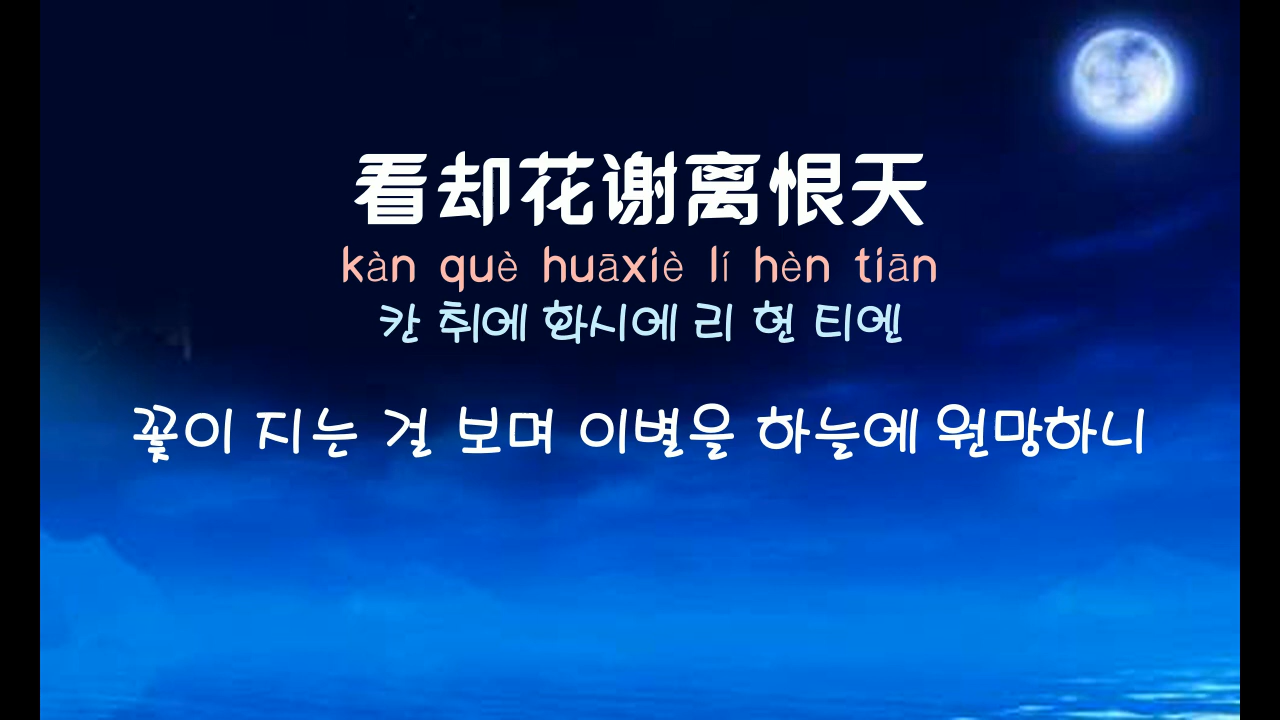 看却花谢离恨天
kàn què huāxiè lí hèn tiān
칸 취에 화시에 리 헌 티엔
꽃이 지는 걸 보며 이별을 하늘에 원망하니